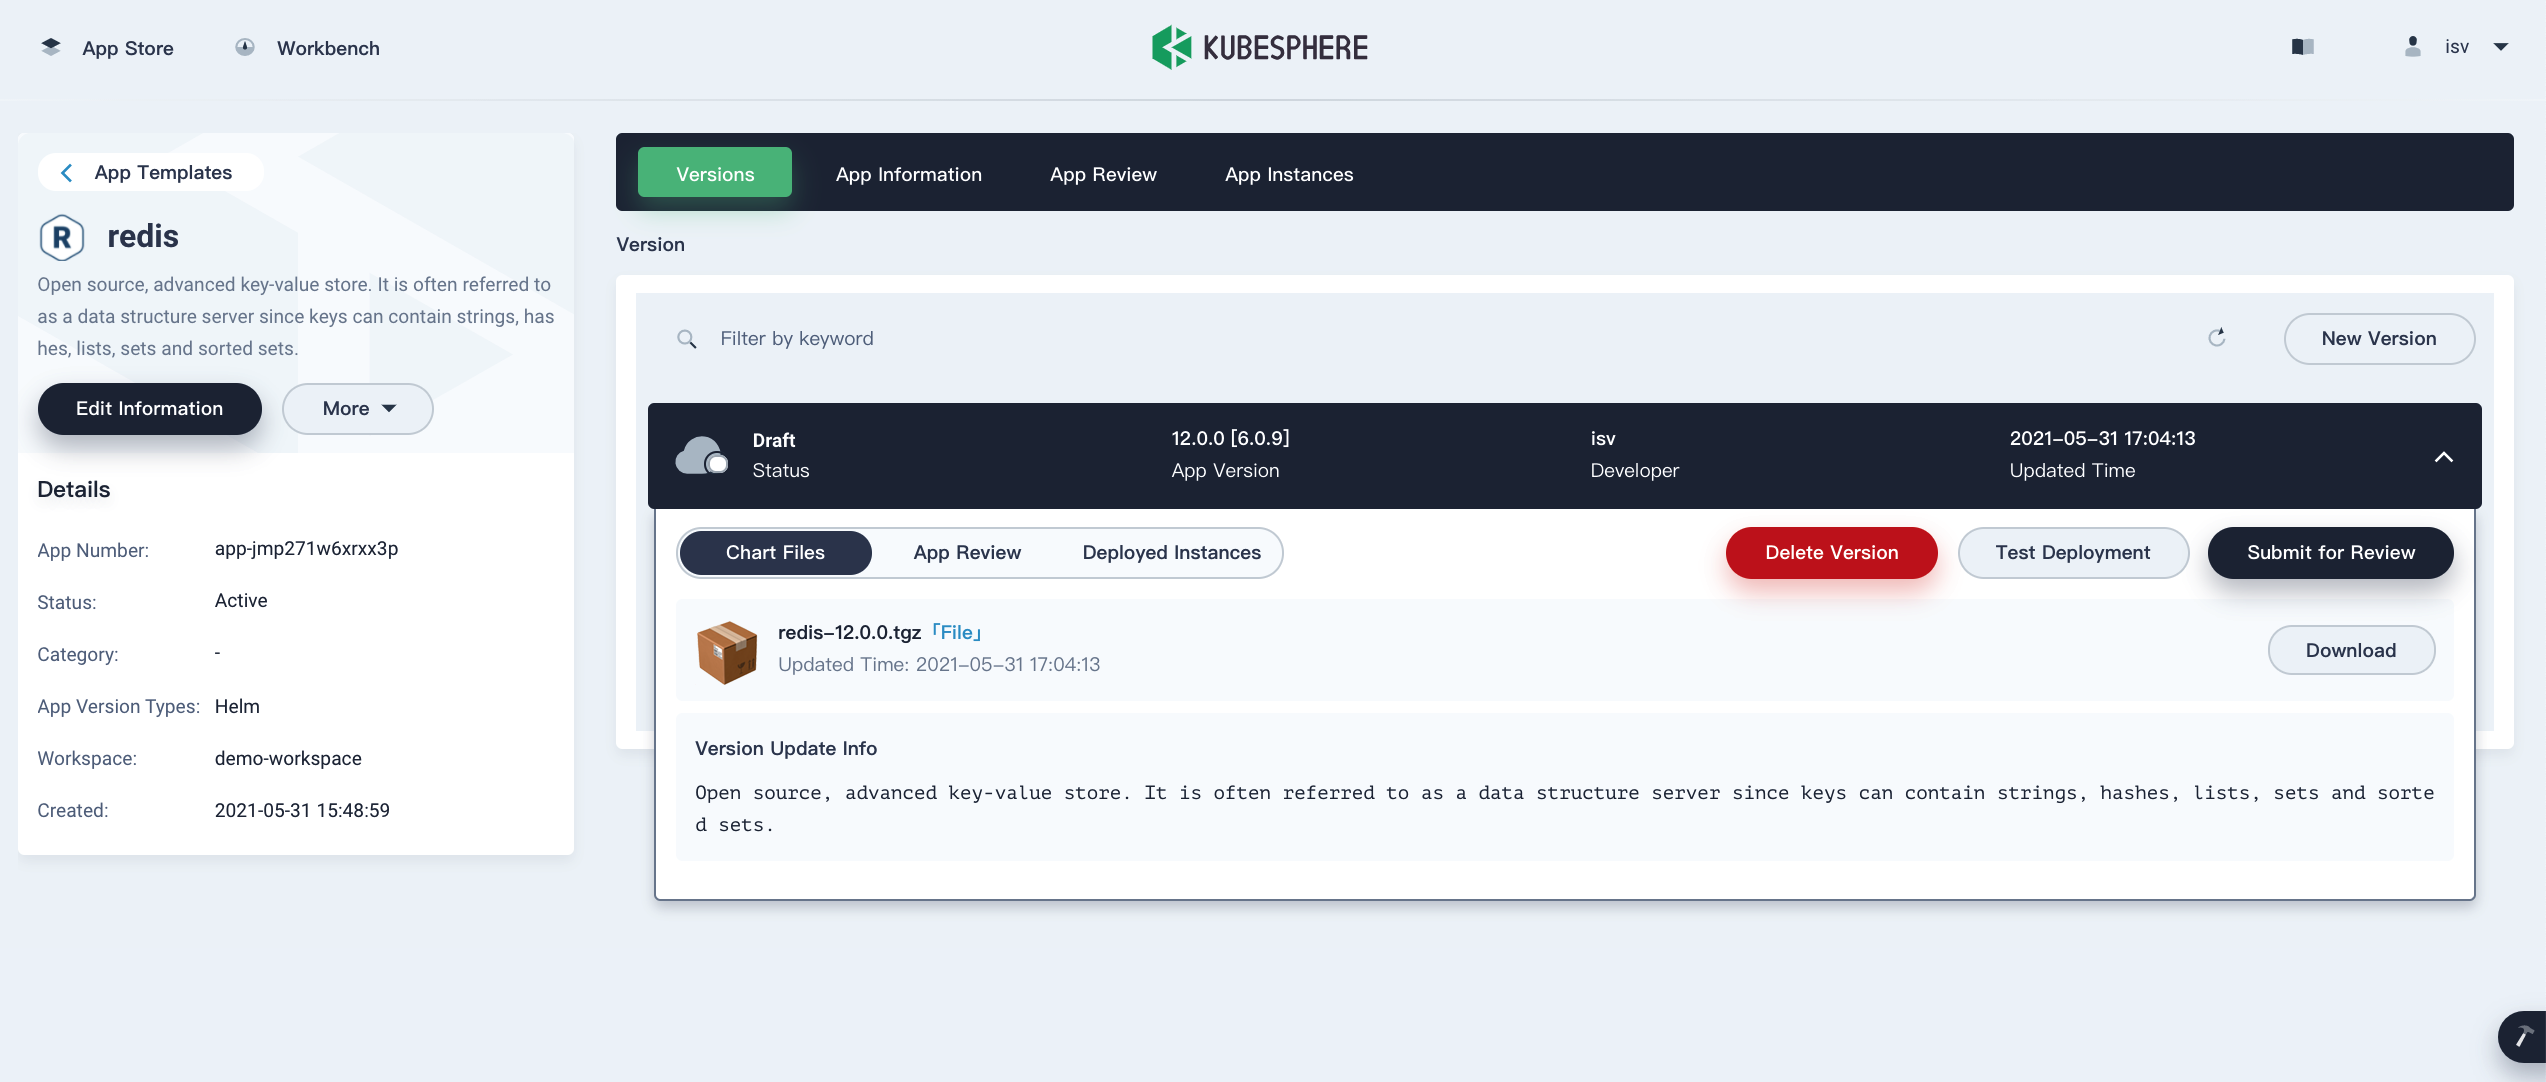 App Store
Workbench
KUBESPHERE
isv
App Templates
R redis
Open source, advanced key-value store. It is often referred to
as a data structure server since keys can contain strings, has
hes, lists, sets and sorted sets.
Edit Information
More
Details
App Number: app-jmp271w6xrxx3p
Status: Active
Category: -
App Version Types: Helm
Workspace: demo-workspace
Created: 2021-05-31 15:48:59
Versions
App Information
App Review
App Instances
Version
Filter by keyword
New Version
Draft
Status
12.0.0 [6.0.9]
App Version
isv
Developer
2021-05-31 17:04:13
Updated Time
Chart Files
App Review
Deployed Instances
Delete Version
Test Deployment
Submit for Review
redis-12.0.0.tgz「File」
Updated Time: 2021-05-31 17:04:13
Download
Version Update Info
Open source, advanced key-value store. It is often referred to as a data structure server since keys can contain strings, hashes, lists, sets and sorte
d sets.